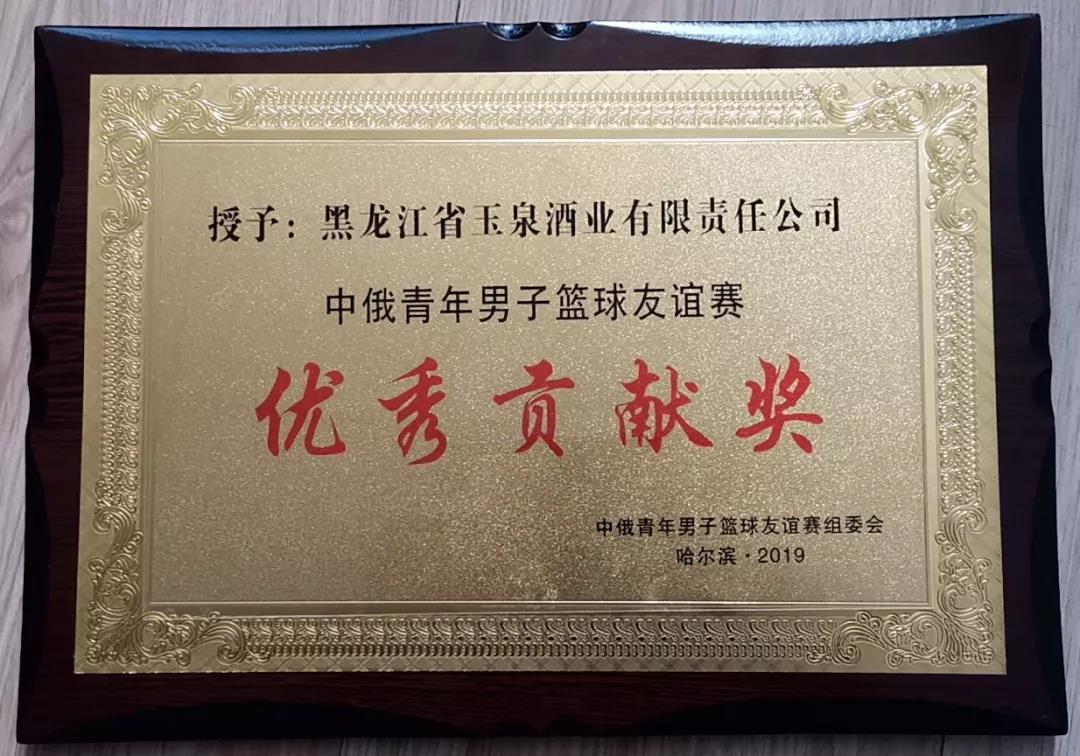 授予：黑龙江省玉泉酒业有限责任公司
中俄青年男子篮球友谊赛
优秀贡献奖
中俄青年男子篮球友谊赛组委会
哈尔滨·2019